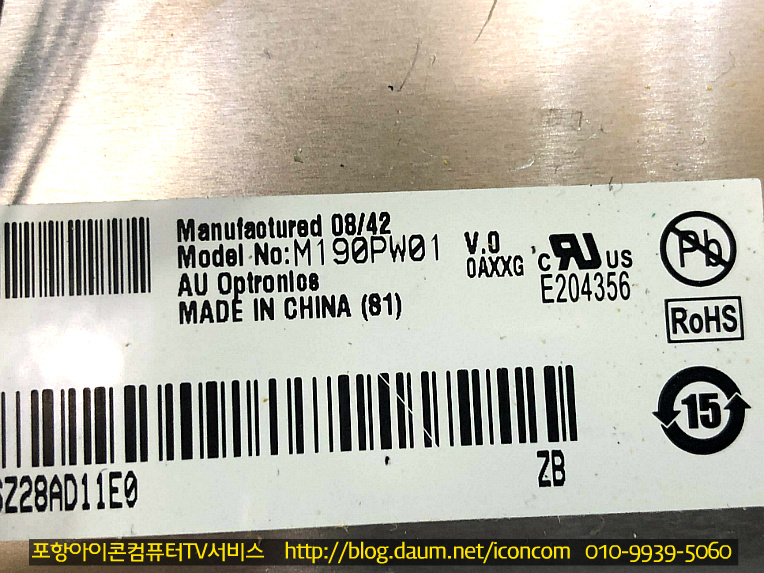 Manufactured 08/42
Model No:M190PW01 V.0
0AXXG
AU Optronics
MADE IN CHINA (81)
c RU US
E204356
Pb
RoHS
15
SZ28AD11E0
ZB
포항아이콘컴퓨터TV서비스 http://blog.daum.net/iconcom 010-9939-5060